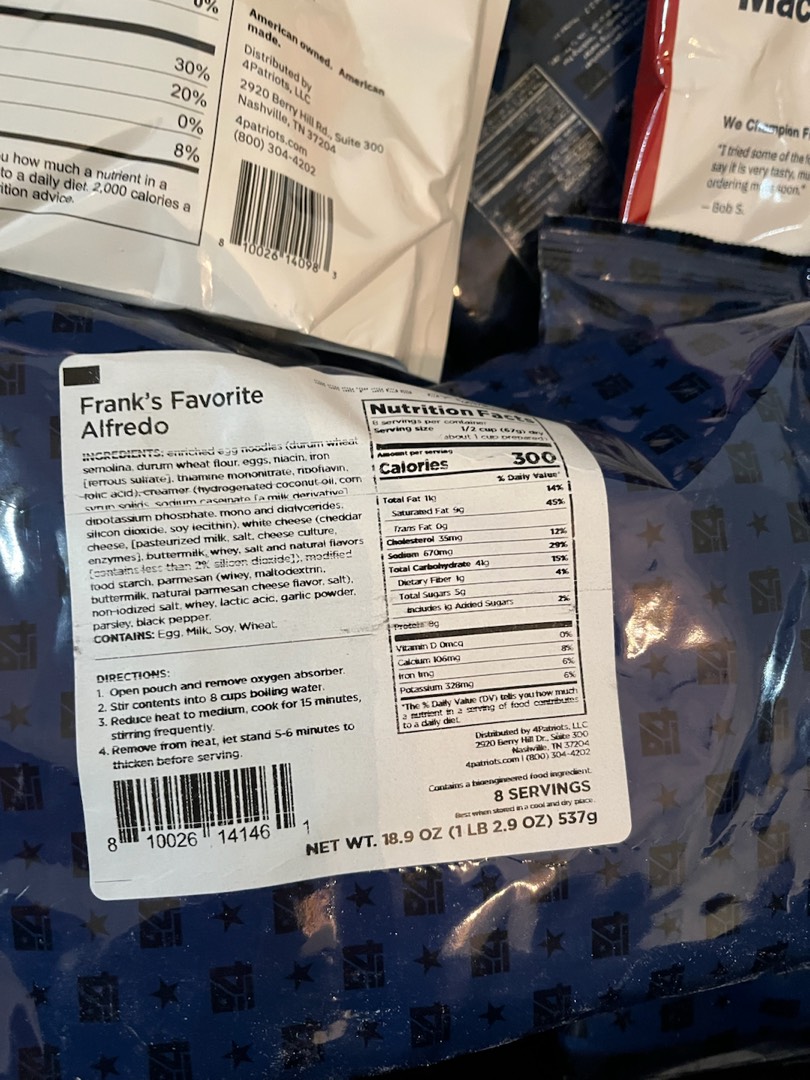 0%
30%
20%
0%
8%
u how much a nutrient in a
to a daily diet. 2,000 calories a
ition advice.
American owned. American
made.
Distributed by
4Patriots, LLC
2920 Berry Hill Rd., Suite 300
Nashville, TN 37204
4patriots.com
(800) 304-4202
8 10026 14098 3
Mac
We Champion F
"I tried some of the
say it is very tasty, mu
ordering more soon."
– Bob S.
Frank's Favorite
Alfredo
INGREDIENTS: enriched egg noodles (durum wheat
semolina, durum wheat flour, eggs, niacin, iron
[ferrous sulfate], thiamine mononitrate, riboflavin,
folic acid), creamer (hydrogenated coconut oil, corn
syrup solids, sodium caseinate [a milk derivative]
dipotassium phosphate, mono and diglycerides,
silicon dioxide, soy lecithin), white cheese (cheddar
cheese, [pasteurized milk, salt, cheese culture,
enzymes], buttermilk, whey, salt and natural flavors
[contains less than 2% silicon dioxide]), modified
food starch, parmesan (whey, maltodextrin,
buttermilk, natural parmesan cheese flavor, salt),
non-iodized salt, whey, lactic acid, garlic powder,
parsley, black pepper.
CONTAINS: Egg, Milk, Soy, Wheat.
DIRECTIONS:
1. Open pouch and remove oxygen absorber.
2. Stir contents into 8 cups boiling water.
3. Reduce heat to medium, cook for 15 minutes,
stirring frequently.
4. Remove from heat, let stand 5-6 minutes to
thicken before serving.
8 10026 14146 1
Nutrition Facts
8 servings per container
Serving size 1/2 cup (67g) dry
about 1 cup prepared)
Amount per serving
Calories 300
% Daily Value*
Total Fat 11g 14%
Saturated Fat 9g 45%
Trans Fat 0g
Cholesterol 35mg 12%
Sodium 670mg 29%
Total Carbohydrate 41g 15%
Dietary Fiber 1g 4%
Total Sugars 5g
Includes 1g Added Sugars 2%
Protein 8g
Vitamin D 0mcg 0%
Calcium 106mg 8%
Iron 1mg 6%
Potassium 328mg 6%
*The % Daily Value (DV) tells you how much
a nutrient in a serving of food contributes
to a daily diet.
Distributed by 4Patriots, LLC
2920 Berry Hill Dr., Suite 300
Nashville, TN 37204
4patriots.com | (800) 304-4202
Contains a bioengineered food ingredient.
8 SERVINGS
Best when stored in a cool and dry place.
NET WT. 18.9 OZ (1 LB 2.9 OZ) 537g